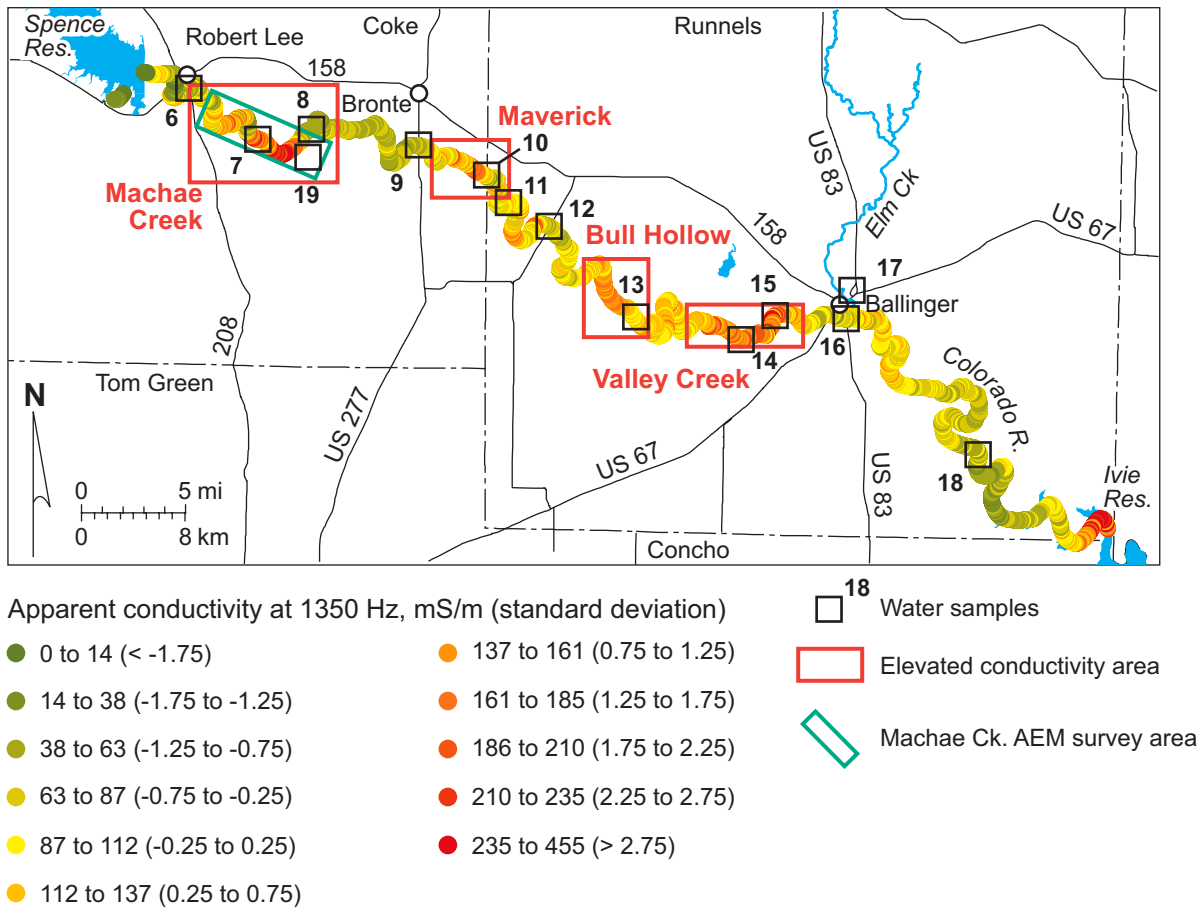 Spence
Res.
Robert Lee
Coke
Runnels
158
6
8
Bronte
Maverick
10
7
19
9
Machae
Creek
11
12
US 83
Elm Ck
US 67
158
Bull Hollow
13
15
17
Ballinger
14
16
Valley Creek
208
Tom Green
N
US 277
US 67
US 83
Colorado R.
18
Ivie
Res.
0 5 mi
0 8 km
Concho
Apparent conductivity at 1350 Hz, mS/m (standard deviation)
0 to 14 (< -1.75)
14 to 38 (-1.75 to -1.25)
38 to 63 (-1.25 to -0.75)
63 to 87 (-0.75 to -0.25)
87 to 112 (-0.25 to 0.25)
112 to 137 (0.25 to 0.75)
137 to 161 (0.75 to 1.25)
161 to 185 (1.25 to 1.75)
186 to 210 (1.75 to 2.25)
210 to 235 (2.25 to 2.75)
235 to 455 (> 2.75)
18
Water samples
Elevated conductivity area
Machae Ck. AEM survey area